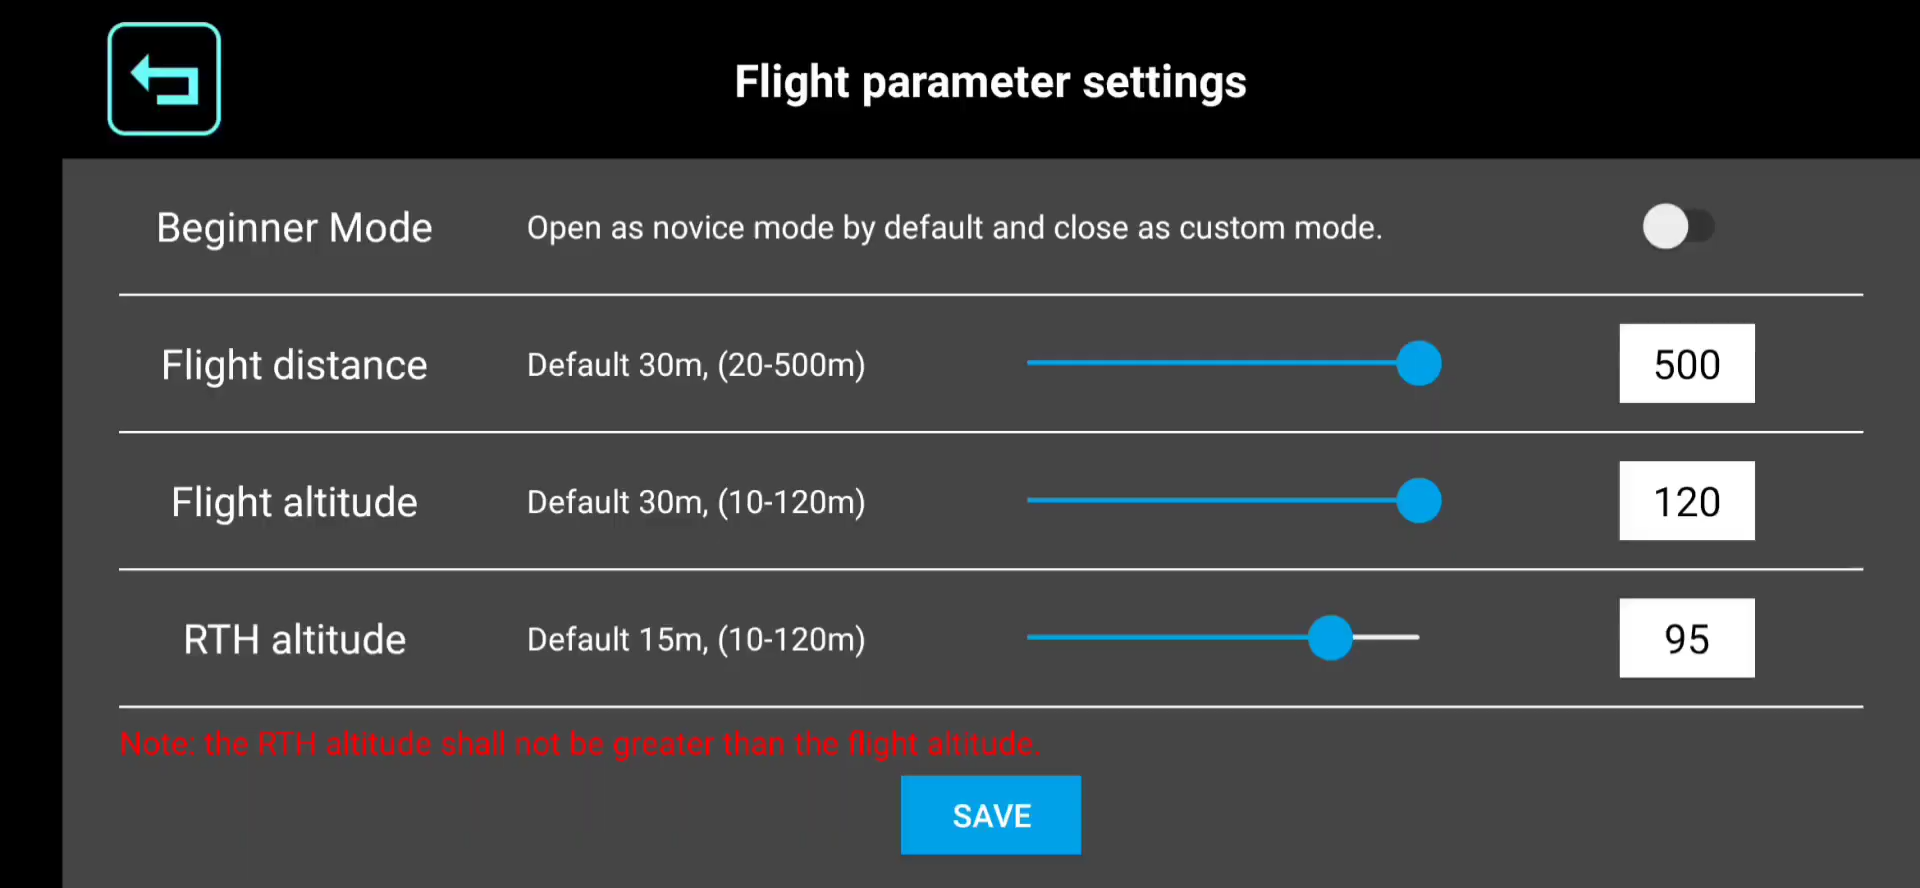 Flight parameter settings
Beginner Mode Open as novice mode by default and close as custom mode.
Flight distance Default 30m, (20-500m) 500
Flight altitude Default 30m, (10-120m) 120
RTH altitude Default 15m, (10-120m) 95
Note: the RTH altitude shall not be greater than the flight altitude.
SAVE